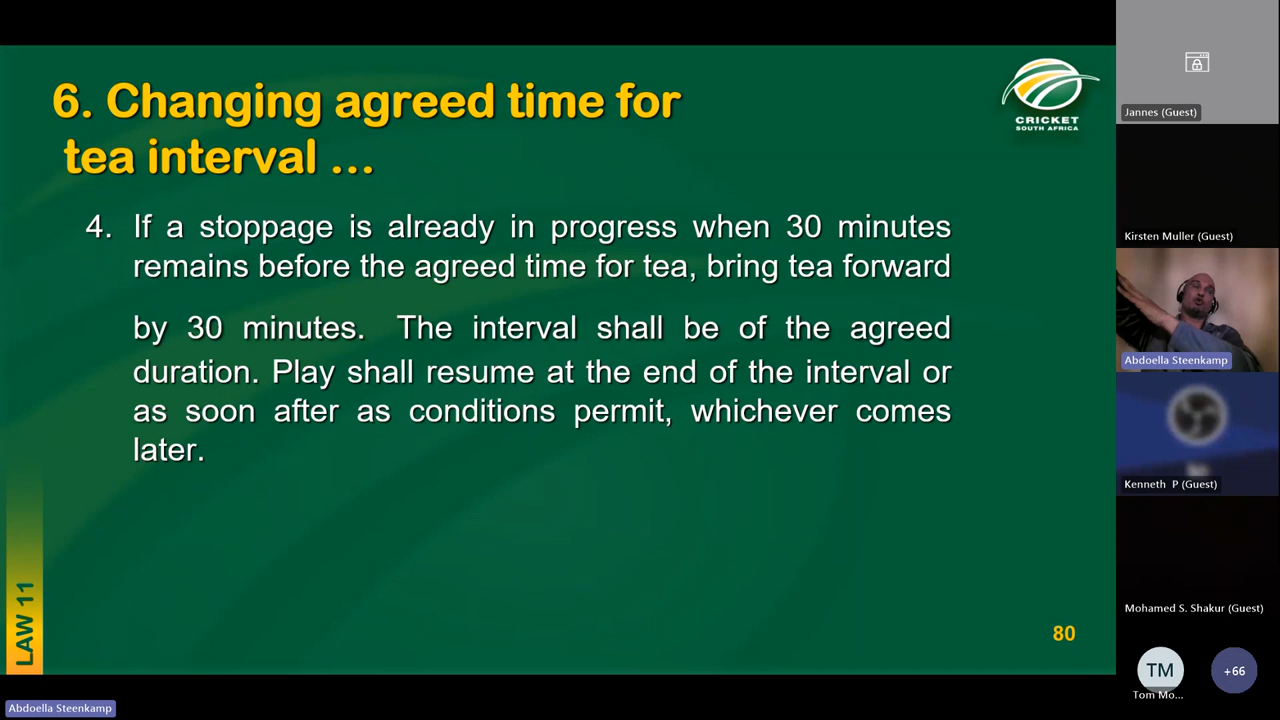 6. Changing agreed time for
tea interval ...
CRICKET
SOUTH AFRICA
4. If a stoppage is already in progress when 30 minutes
remains before the agreed time for tea, bring tea forward
by 30 minutes. The interval shall be of the agreed
duration. Play shall resume at the end of the interval or
as soon after as conditions permit, whichever comes
later.
LAW 11
80
Abdoella Steenkamp
Jannes (Guest)
Kirsten Muller (Guest)
Abdoella Steenkamp
Kenneth P (Guest)
Mohamed S. Shakur (Guest)
TM
Tom Mo...
+66